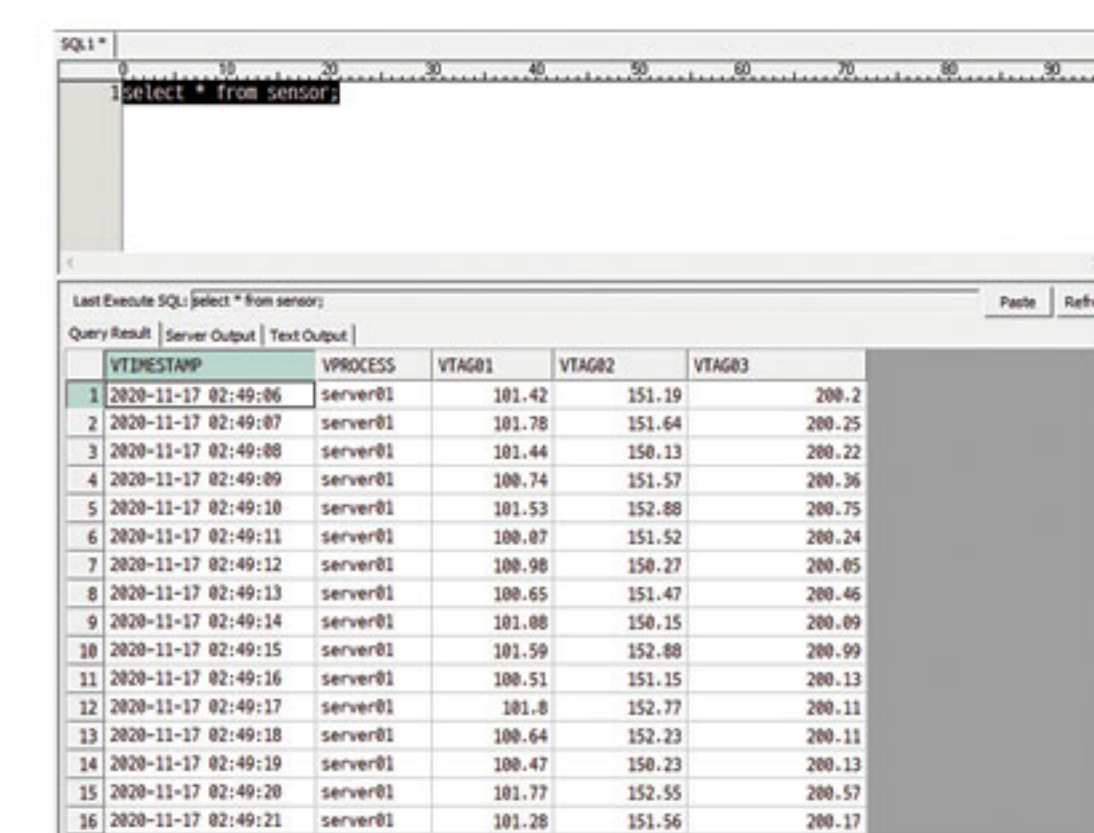 SQL1*
0 10 20 30 40 50 60 70 80 90
1 select * from sensor;
Last Execute SQL: select * from sensor; Paste Refre
Query Result Server Output Text Output
VTIMESTAMP VPROCESS VTAG01 VTAG02 VTAG03
1 2020-11-17 02:49:06 server01 101.42 151.19 200.2
2 2020-11-17 02:49:07 server01 101.78 151.64 200.25
3 2020-11-17 02:49:08 server01 101.44 150.13 200.22
4 2020-11-17 02:49:09 server01 100.74 151.57 200.36
5 2020-11-17 02:49:10 server01 101.53 152.88 200.75
6 2020-11-17 02:49:11 server01 100.07 151.52 200.24
7 2020-11-17 02:49:12 server01 100.98 150.27 200.05
8 2020-11-17 02:49:13 server01 100.65 151.47 200.46
9 2020-11-17 02:49:14 server01 101.08 150.15 200.09
10 2020-11-17 02:49:15 server01 101.59 152.88 200.99
11 2020-11-17 02:49:16 server01 100.51 151.15 200.13
12 2020-11-17 02:49:17 server01 101.8 152.77 200.11
13 2020-11-17 02:49:18 server01 100.64 152.23 200.11
14 2020-11-17 02:49:19 server01 100.47 150.23 200.13
15 2020-11-17 02:49:20 server01 101.77 152.55 200.57
16 2020-11-17 02:49:21 server01 101.28 151.56 200.17